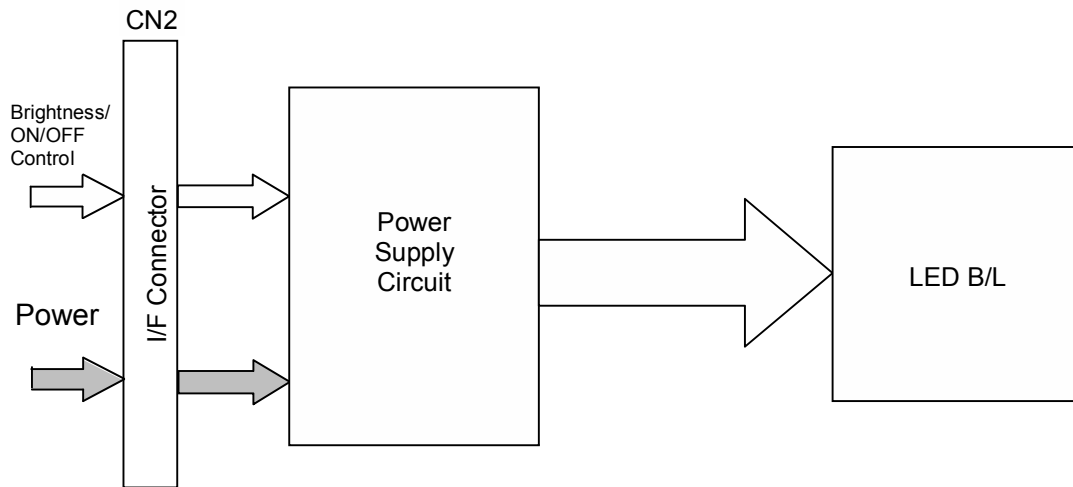 CN2
Brightness/
ON/OFF
Control
Power
I/F Connector
Power
Supply
Circuit
LED B/L